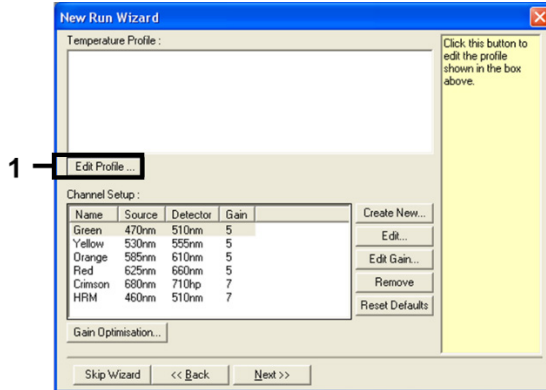 New Run Wizard
Temperature Profile :
Click this button to
edit the profile
shown in the box
above.
1
Edit Profile ...
Channel Setup :
Name Source Detector Gain
Green 470nm 510nm 5
Yellow 530nm 555nm 5
Orange 585nm 610nm 5
Red 625nm 660nm 5
Crimson 680nm 710hp 7
HRM 460nm 510nm 7
Create New...
Edit...
Edit Gain...
Remove
Reset Defaults
Gain Optimisation...
Skip Wizard << Back Next >>